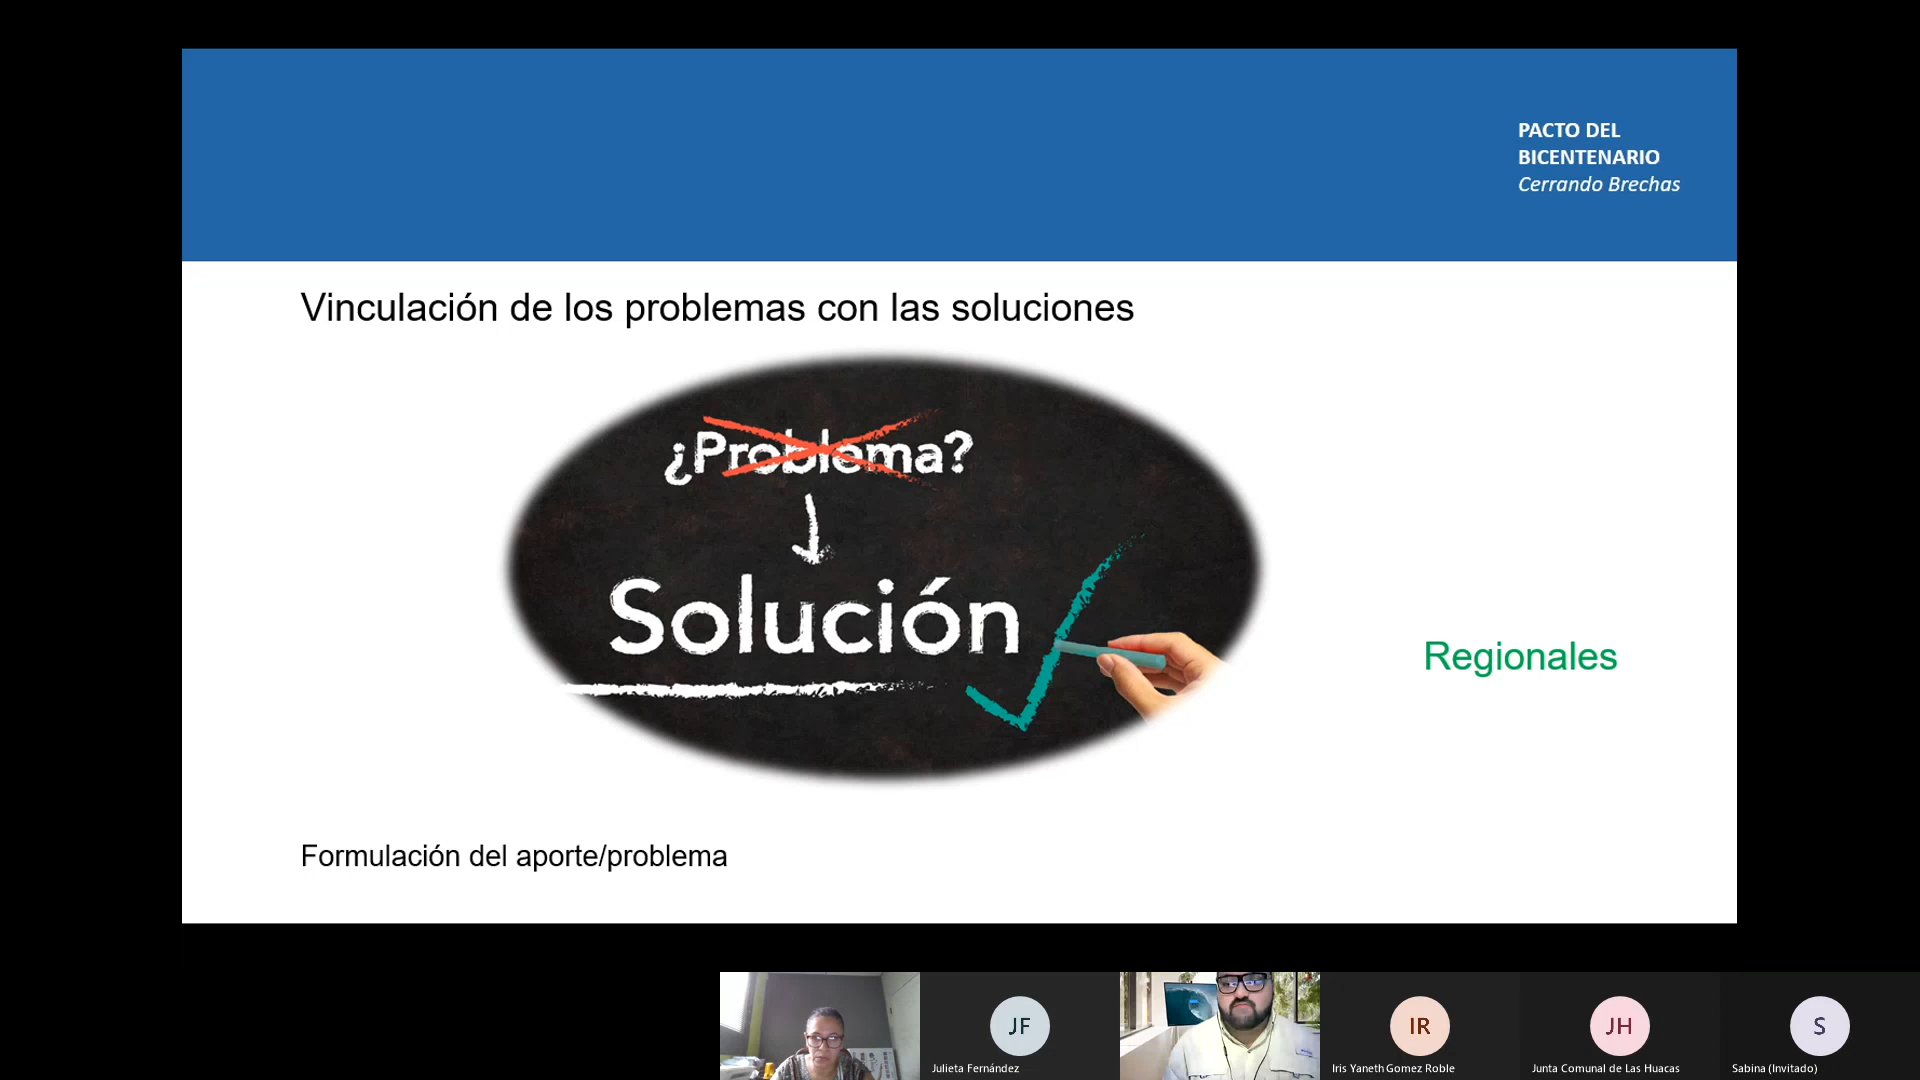 PACTO DEL
BICENTENARIO
Cerrando Brechas
Vinculación de los problemas con las soluciones
¿Problema?
Solución
Regionales
Formulación del aporte/problema
JF
IR
JH
S
Julieta Fernández
Iris Yaneth Gomez Roble
Junta Comunal de Las Huacas
Sabina (Invitado)